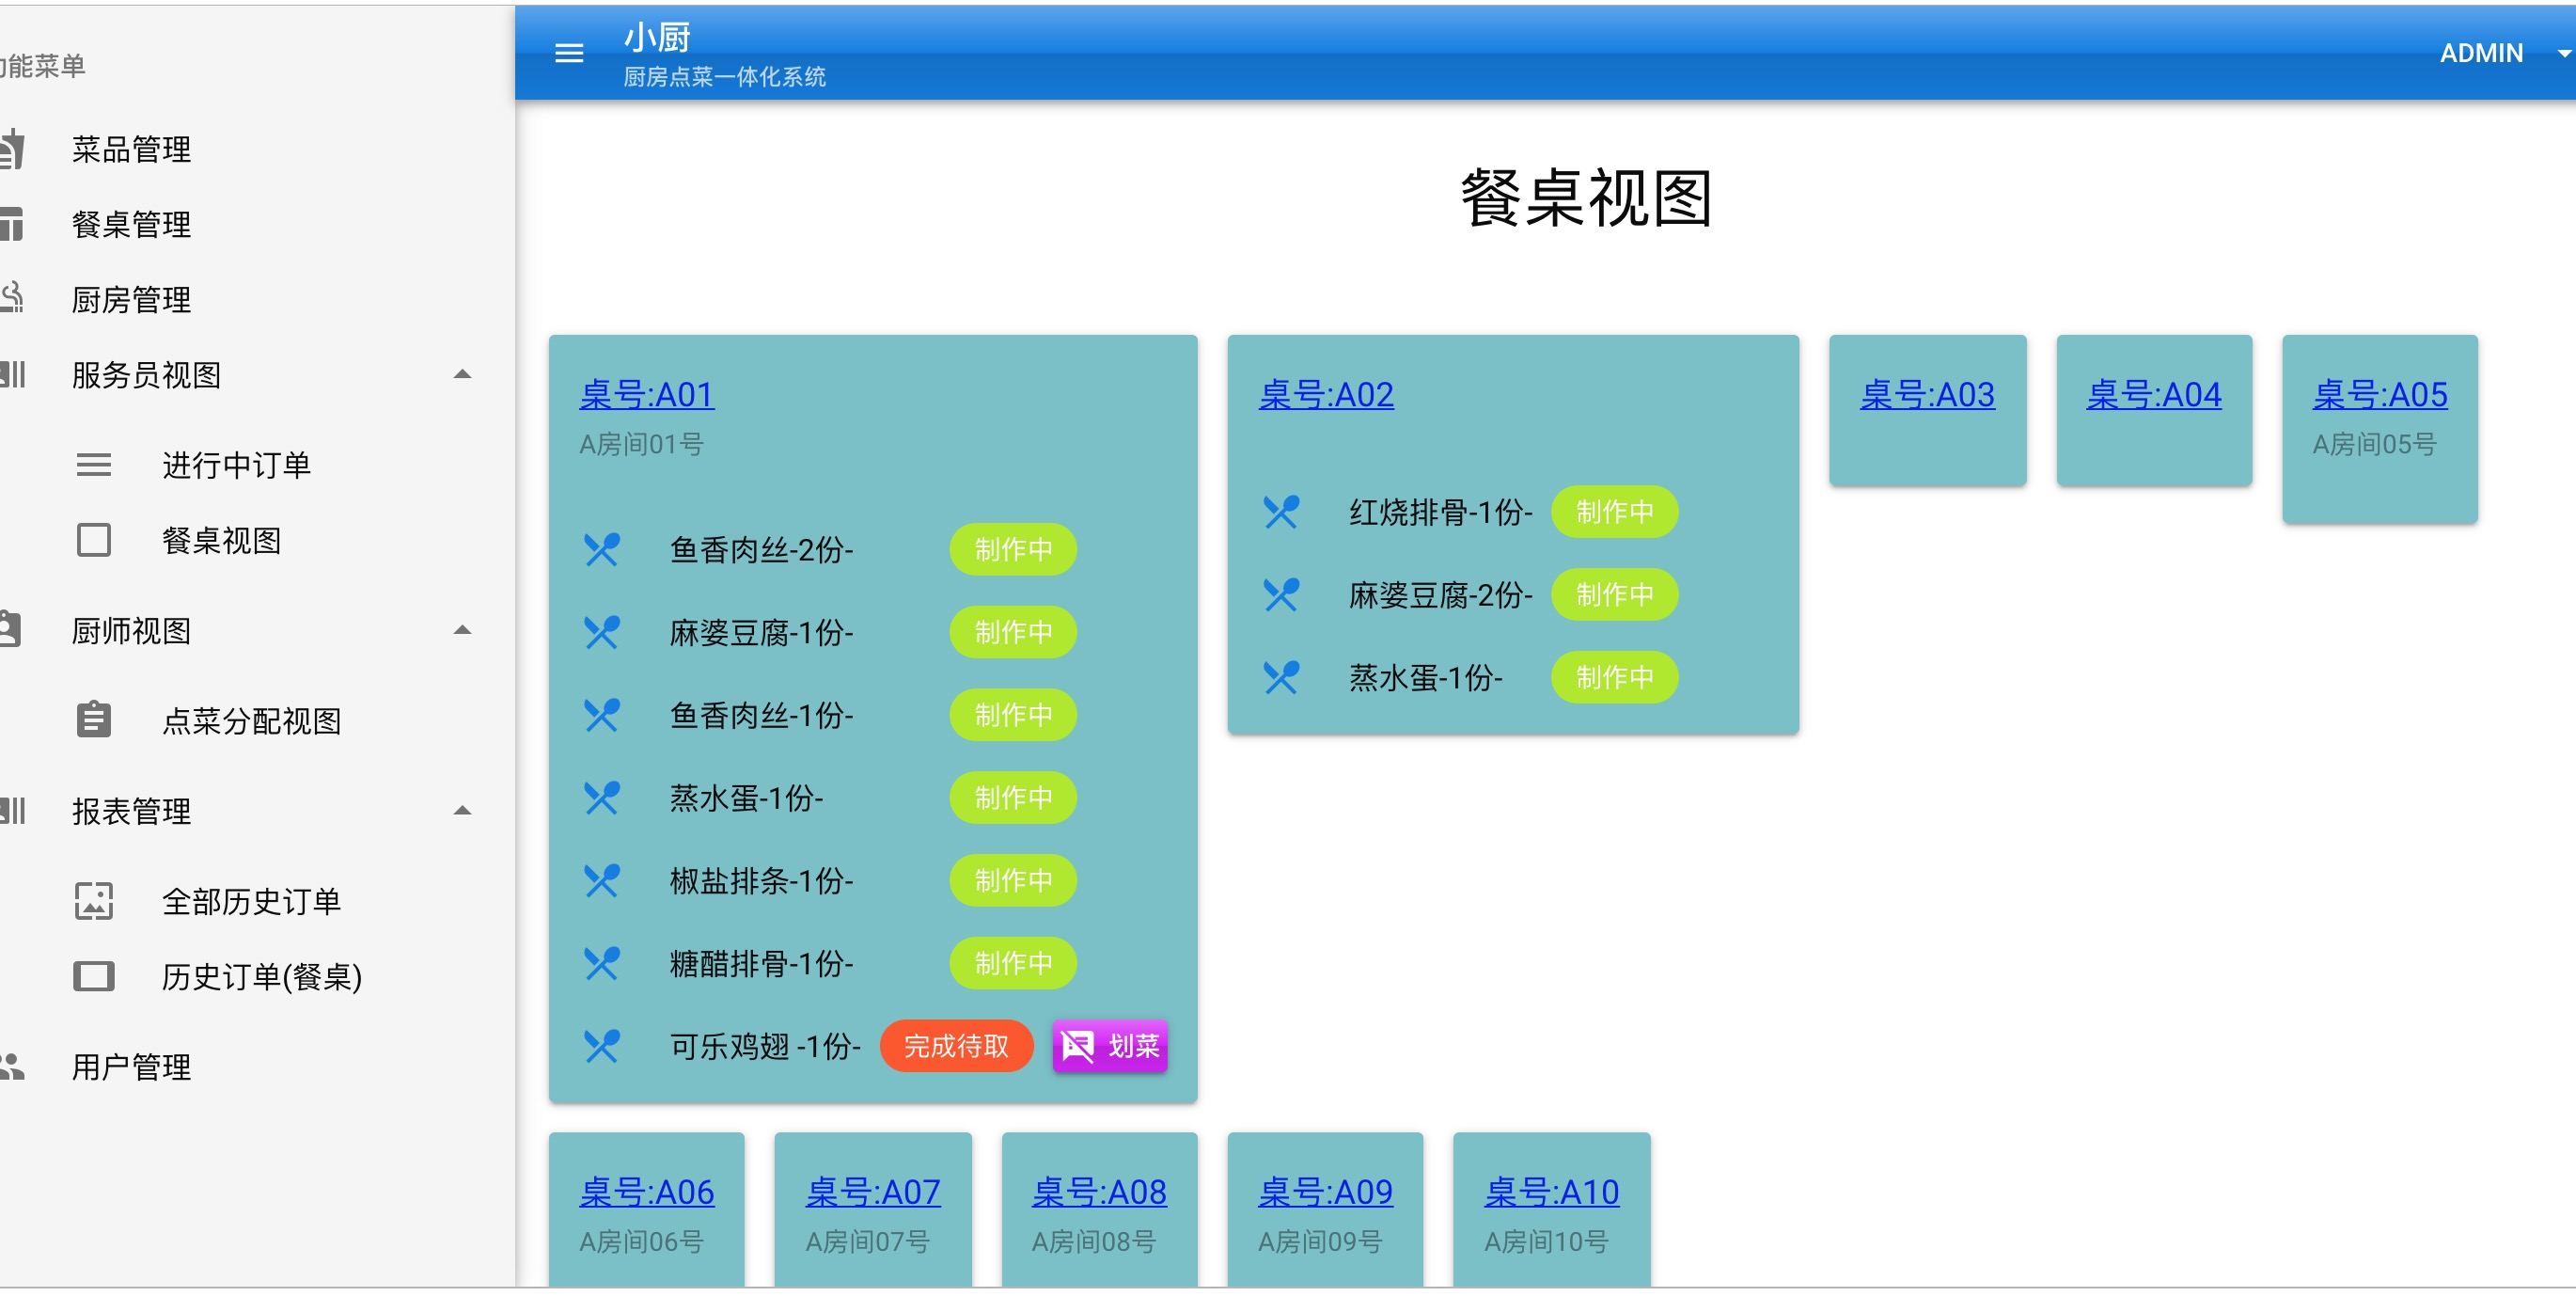 能菜单
菜品管理
餐桌管理
厨房管理
服务员视图
进行中订单
餐桌视图
厨师视图
点菜分配视图
报表管理
全部历史订单
历史订单(餐桌)
用户管理
小厨
厨房点菜一体化系统
ADMIN
餐桌视图
桌号:A01
A房间01号
鱼香肉丝-2份- 制作中
麻婆豆腐-1份- 制作中
鱼香肉丝-1份- 制作中
蒸水蛋-1份- 制作中
椒盐排条-1份- 制作中
糖醋排骨-1份- 制作中
可乐鸡翅 -1份- 完成待取 划菜
桌号:A02
红烧排骨-1份- 制作中
麻婆豆腐-2份- 制作中
蒸水蛋-1份- 制作中
桌号:A03
桌号:A04
桌号:A05
A房间05号
桌号:A06
A房间06号
桌号:A07
A房间07号
桌号:A08
A房间08号
桌号:A09
A房间09号
桌号:A10
A房间10号